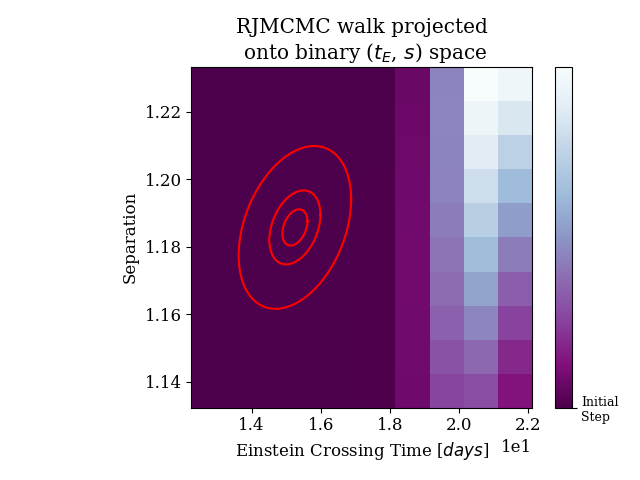 RJMCMC walk projected
onto binary ($t_E$, $s$) space
1.22
1.20
1.18
1.16
1.14
Separation
1.4 1.6 1.8 2.0 2.2
1e1
Einstein Crossing Time [days]
Initial
Step